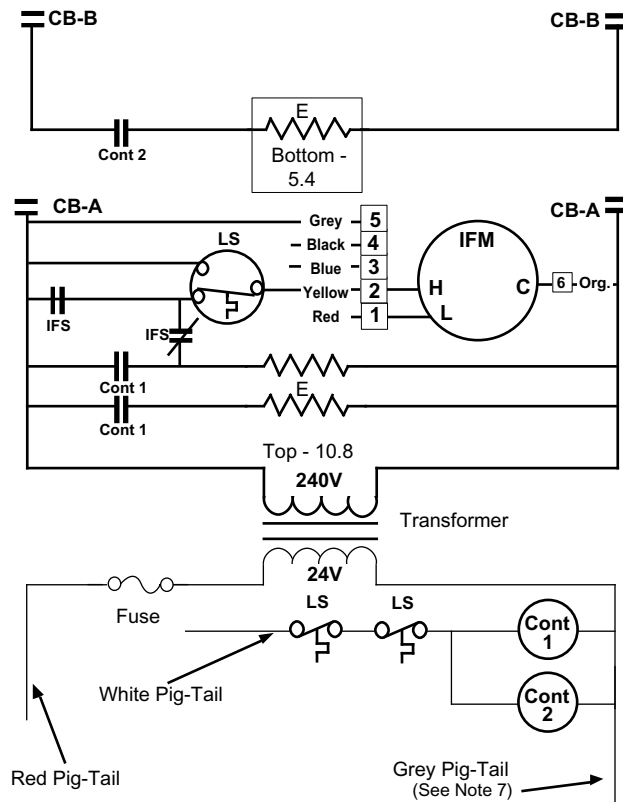 CB-B
CB-B
E
Cont 2
Bottom -
5.4
CB-A
CB-A
Grey 5
LS
IFM
Black 4
Blue 3
Yellow 2
H
C
6
Org.
IFS
Red 1
L
IFS
Cont 1
E
Cont 1
Top - 10.8
240V
Transformer
24V
Fuse
LS
LS
Cont
1
White Pig-Tail
Cont
2
Red Pig-Tail
Grey Pig-Tail
(See Note 7)